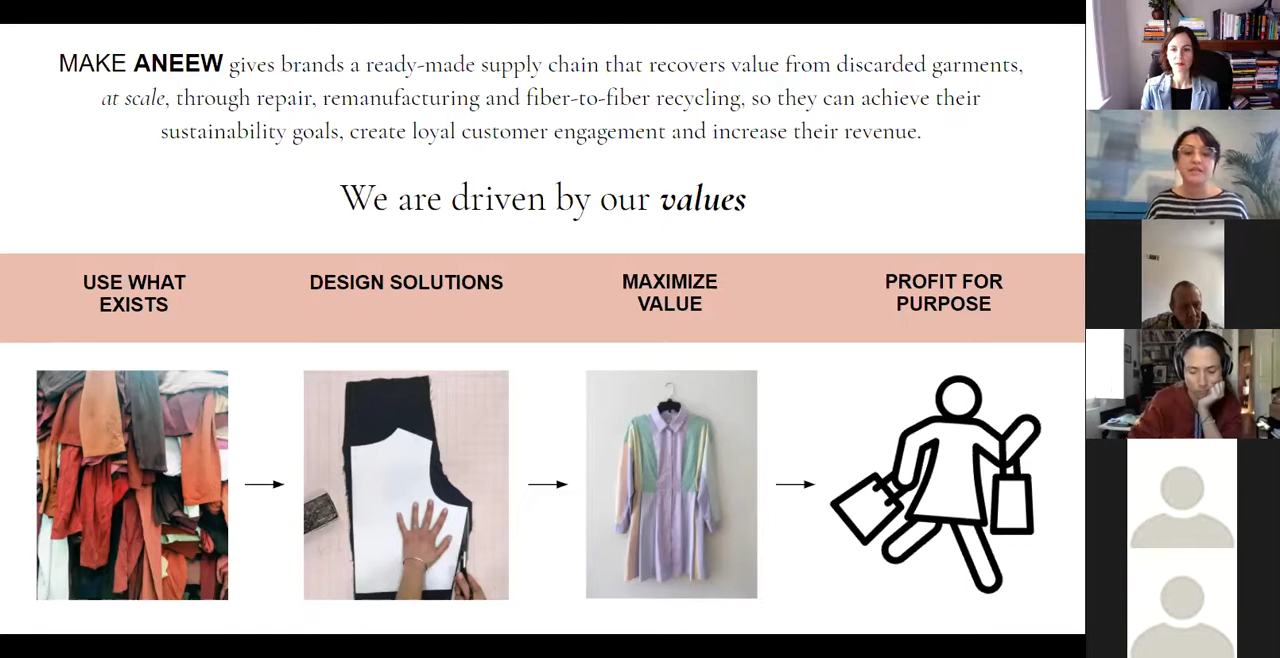 MAKE ANEEW gives brands a ready-made supply chain that recovers value from discarded garments,
at scale, through repair, remanufacturing and fiber-to-fiber recycling, so they can achieve their
sustainability goals, create loyal customer engagement and increase their revenue.
We are driven by our values
USE WHAT
EXISTS
DESIGN SOLUTIONS
MAXIMIZE
VALUE
PROFIT FOR
PURPOSE